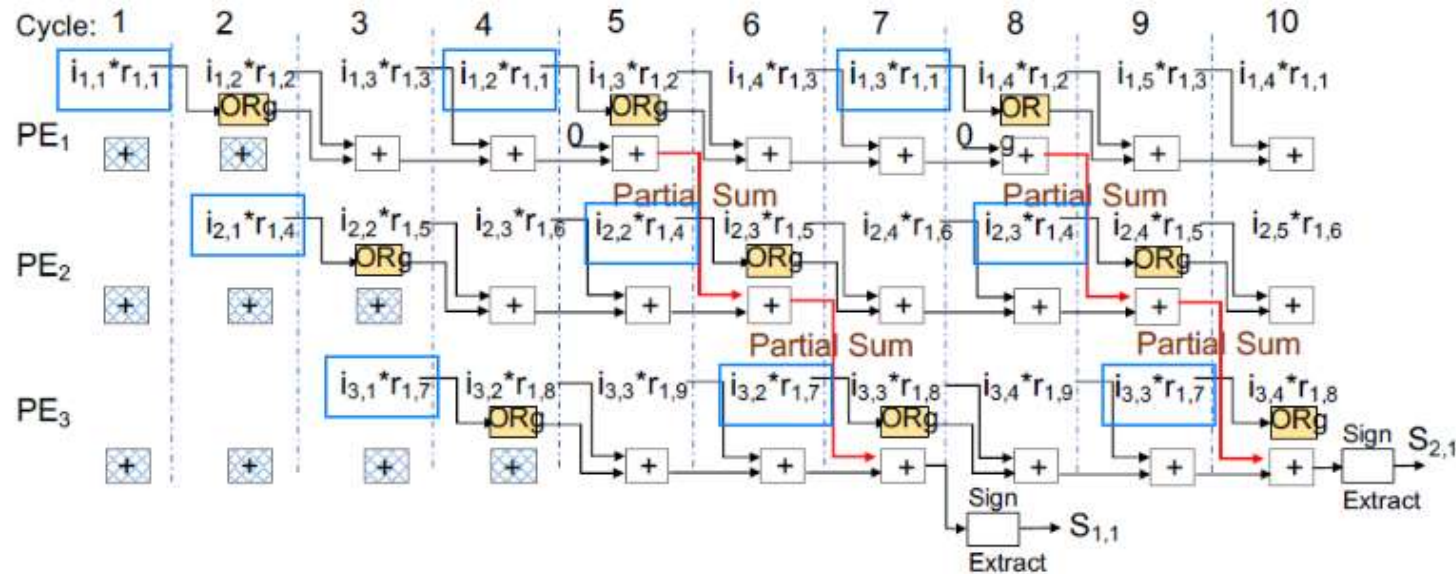 Cycle: 1 2 3 4 5 6 7 8 9 10
i1,1*r1,1 i1,2*r1,2 i1,3*r1,3 i1,2*r1,1 i1,3*r1,2 i1,4*r1,3 i1,3*r1,1 i1,4*r1,2 i1,5*r1,3 i1,4*r1,1
ORg ORg OR
PE1 0 0 g
+ + + + + + + + + +
Partial Sum Partial Sum
i2,1*r1,4 i2,2*r1,5 i2,3*r1,6 i2,2*r1,4 i2,3*r1,5 i2,4*r1,6 i2,3*r1,4 i2,4*r1,5 i2,5*r1,6
PE2 ORg ORg ORg
+ + + + + + + + + +
Partial Sum Partial Sum
i3,1*r1,7 i3,2*r1,8 i3,3*r1,9 i3,2*r1,7 i3,3*r1,8 i3,4*r1,9 i3,3*r1,7 i3,4*r1,8
PE3 ORg ORg ORg
+ + + + + + + + + + Sign S2,1
Extract
Sign
S1,1
Extract